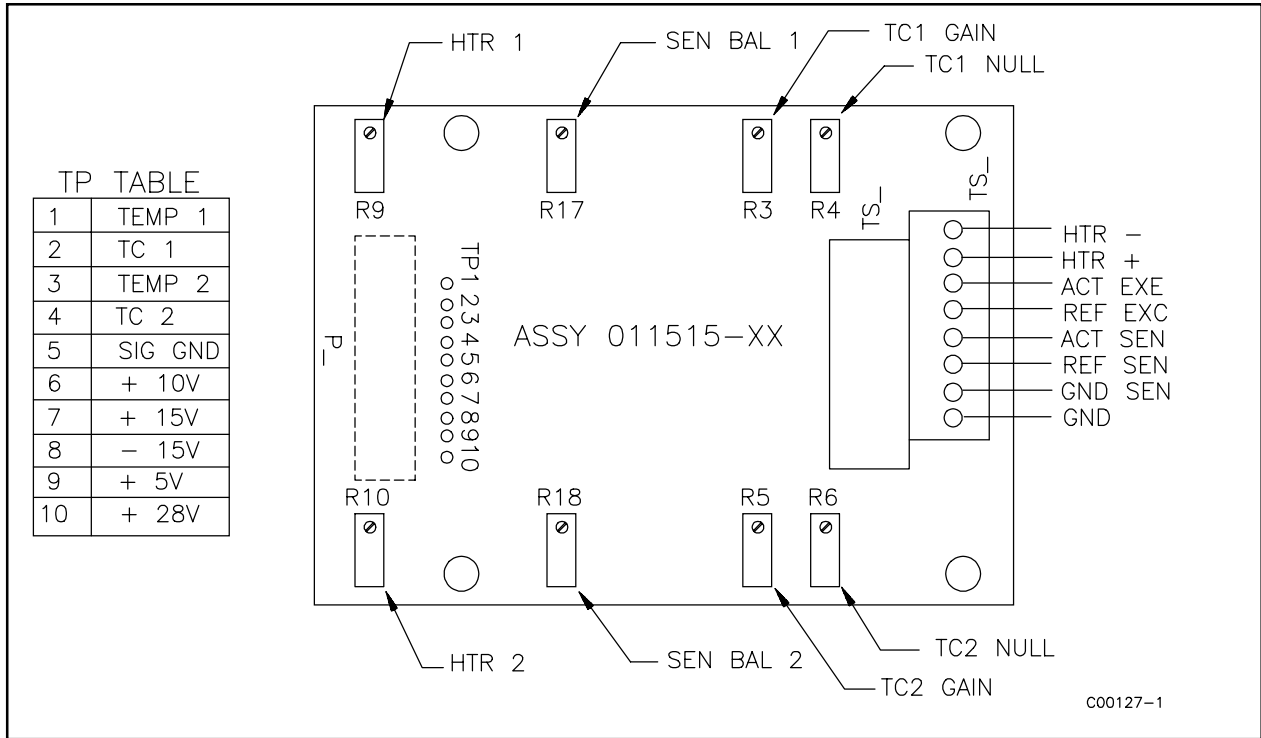 HTR 1
SEN BAL 1
TC1 GAIN
TC1 NULL
TP TABLE
1 TEMP 1
2 TC 1
3 TEMP 2
4 TC 2
5 SIG GND
6 + 10V
7 + 15V
8 - 15V
9 + 5V
10 + 28V
R9
R17
R3
R4
TS_
TS_
P_
TP1 2 3 4 5 6 7 8 9 10
ASSY 011515-XX
HTR -
HTR +
ACT EXE
REF EXC
ACT SEN
REF SEN
GND SEN
GND
R10
R18
R5
R6
HTR 2
SEN BAL 2
TC2 NULL
TC2 GAIN
C00127-1